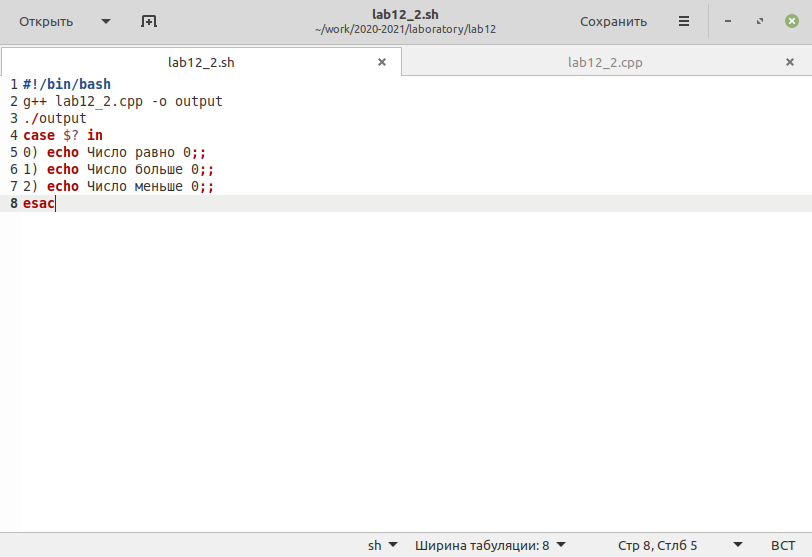 Открыть
lab12_2.sh
~/work/2020-2021/laboratory/lab12
Сохранить
lab12_2.sh
lab12_2.cpp
1 #!/bin/bash
2 g++ lab12_2.cpp -o output
3 ./output
4 case $? in
5 0) echo Число равно 0;;
6 1) echo Число больше 0;;
7 2) echo Число меньше 0;;
8 esac
sh Ширина табуляции: 8 Стр 8, Стлб 5 ВСТ